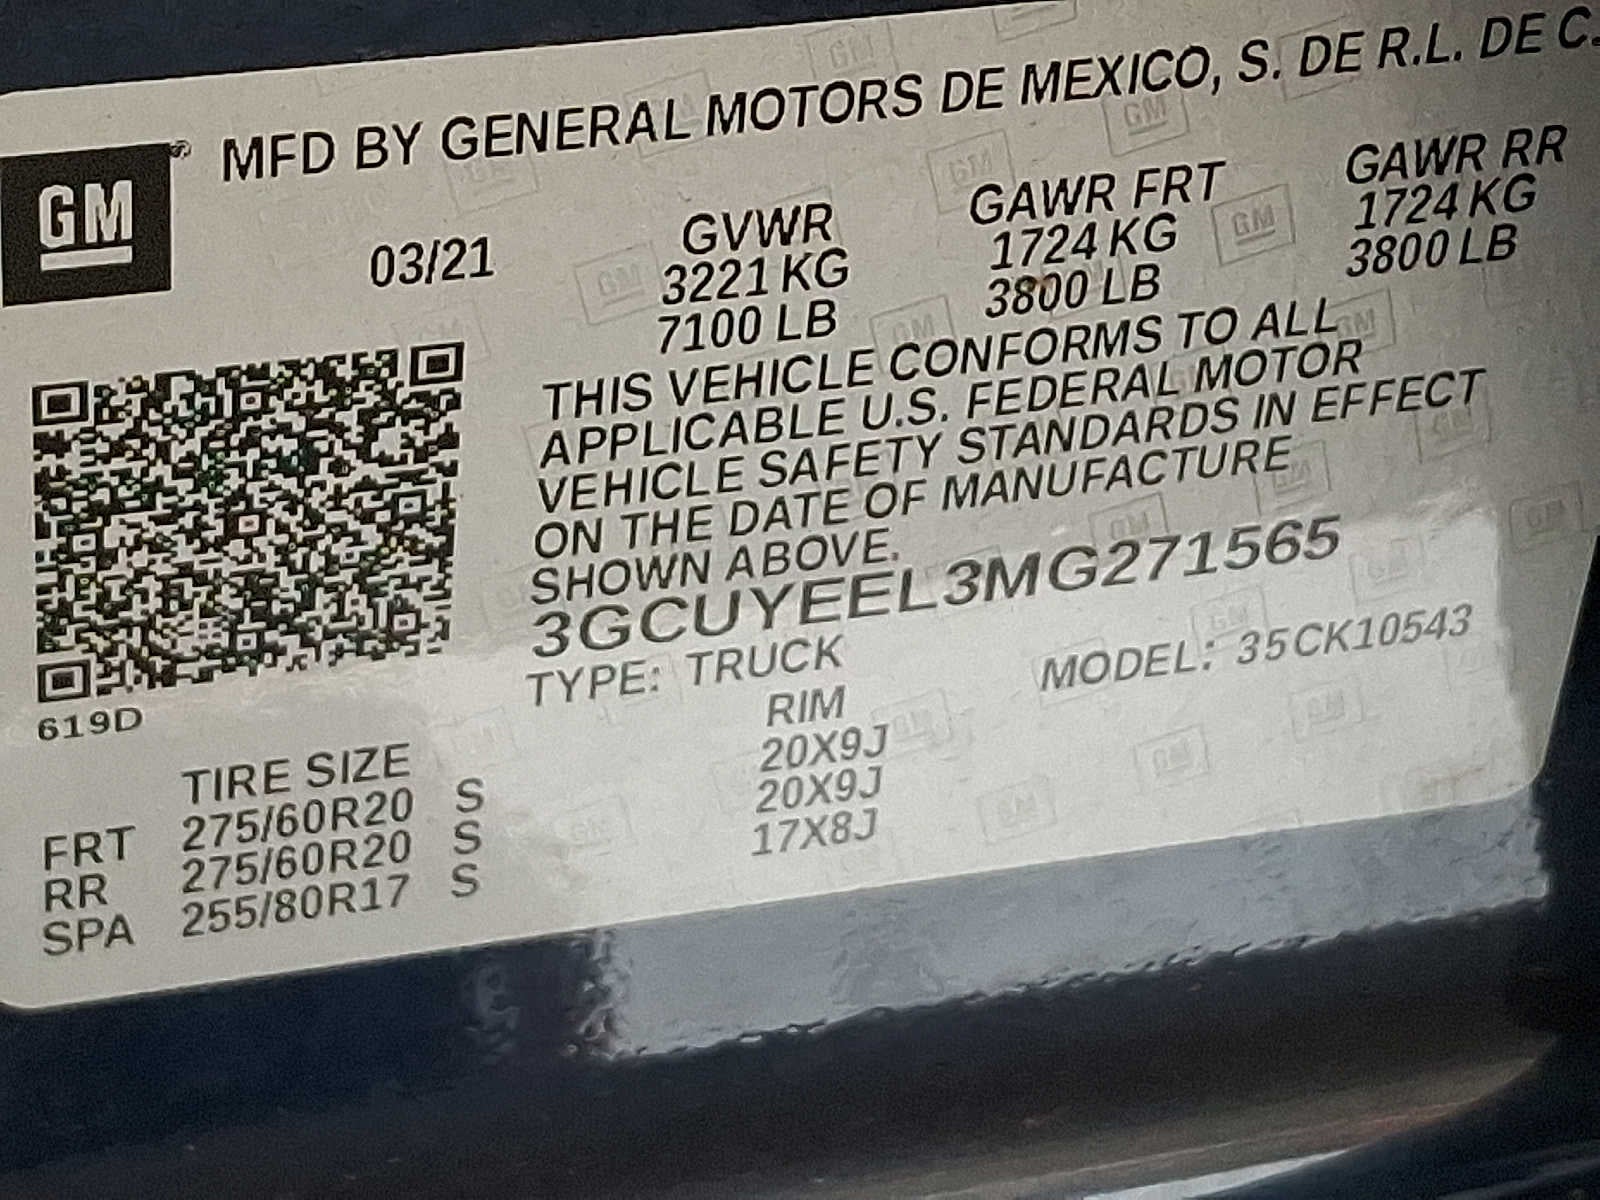 MFD BY GENERAL MOTORS DE MEXICO, S. DE R.L. DE C.
GM
03/21
GVWR GAWR FRT GAWR RR
3221 KG 1724 KG 1724 KG
7100 LB 3800 LB 3800 LB
THIS VEHICLE CONFORMS TO ALL
APPLICABLE U.S. FEDERAL MOTOR
VEHICLE SAFETY STANDARDS IN EFFECT
ON THE DATE OF MANUFACTURE
SHOWN ABOVE.
3GCUYEEL3MG271565
TYPE: TRUCK MODEL: 35CK10543
619D
TIRE SIZE RIM
FRT 275/60R20 S 20X9J
RR 275/60R20 S 20X9J
SPA 255/80R17 S 17X8J